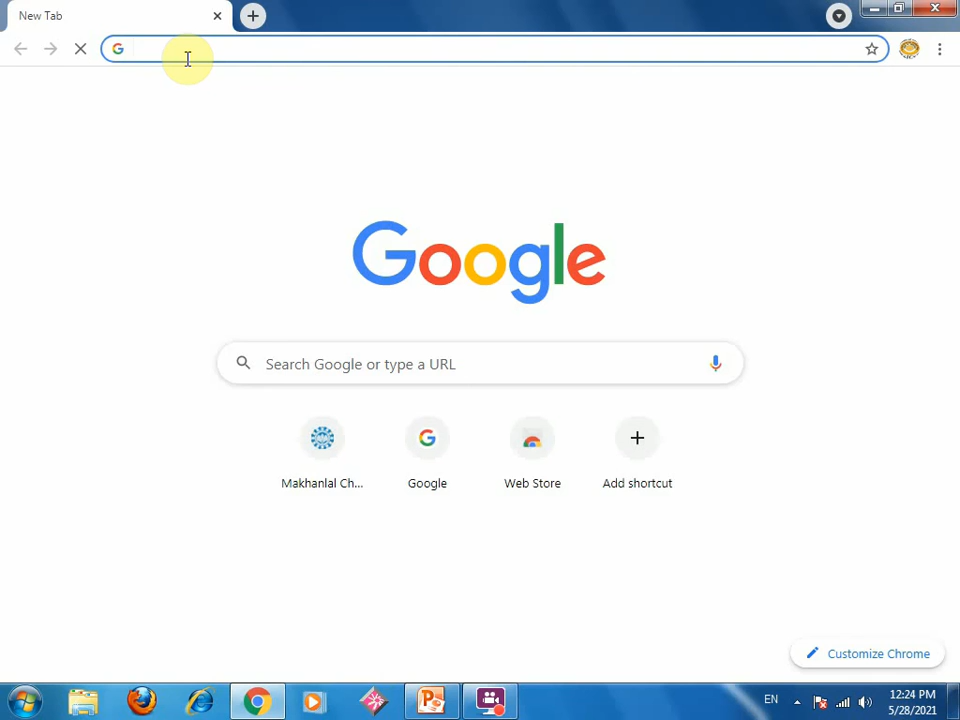 New Tab
Google
Search Google or type a URL
Makhanlal Ch...
Google
Web Store
Add shortcut
Customize Chrome
EN
12:24 PM
5/28/2021